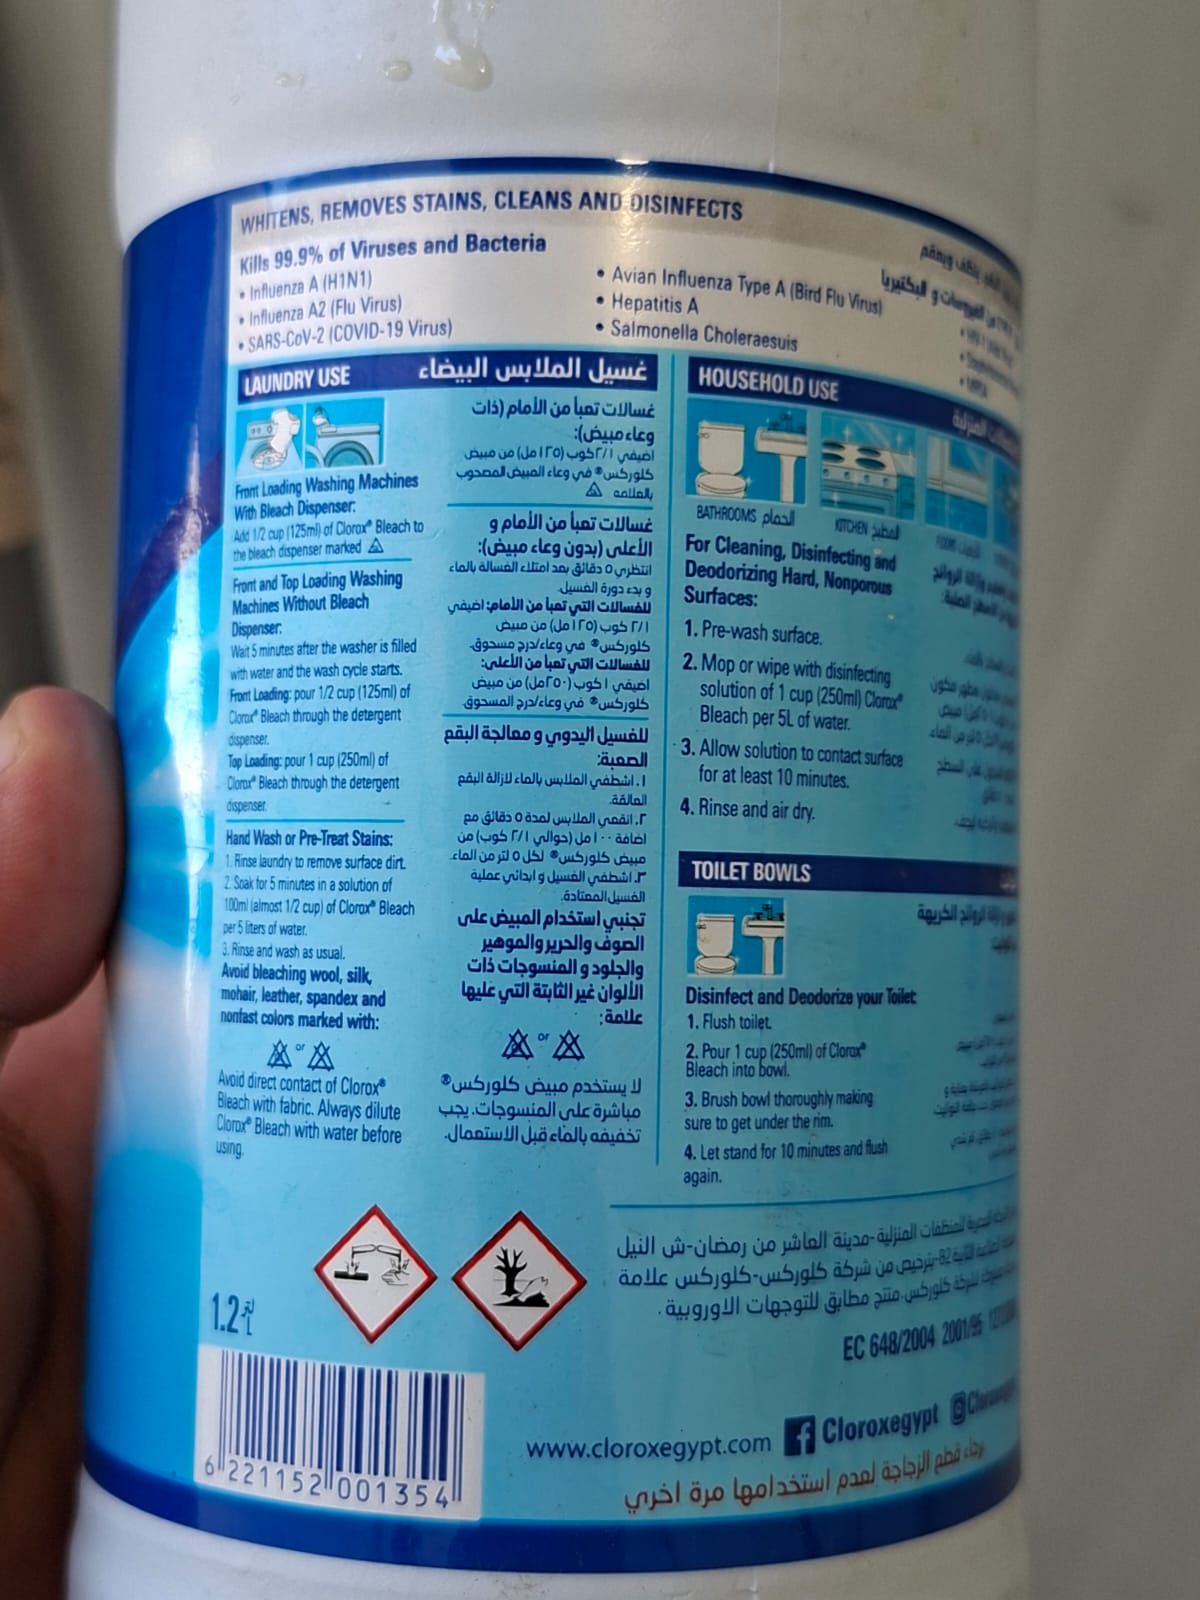 WHITENS, REMOVES STAINS, CLEANS AND DISINFECTS
Kills 99.9% of Viruses and Bacteria
• Influenza A (H1N1)
• Influenza A2 (Flu Virus)
• SARS-CoV-2 (COVID-19 Virus)
• Avian Influenza Type A (Bird Flu Virus)
• Hepatitis A
• Salmonella Choleraesuis
و البكتيريا
LAUNDRY USE
غسيل الملابس البيضاء
Front Loading Washing Machines
With Bleach Dispenser:
Add 1/2 cup (125ml) of Clorox® Bleach to
the bleach dispenser marked
Front and Top Loading Washing
Machines Without Bleach
Dispenser:
Wait 5 minutes after the washer is filled
with water and the wash cycle starts.
Front Loading: pour 1/2 cup (125ml) of
Clorox® Bleach through the detergent
dispenser.
Top Loading: pour 1 cup (250ml) of
Clorox® Bleach through the detergent
dispenser.
Hand Wash or Pre-Treat Stains:
1. Rinse laundry to remove surface dirt.
2. Soak for 5 minutes in a solution of
100ml (almost 1/2 cup) of Clorox® Bleach
per 5 liters of water.
3. Rinse and wash as usual.
Avoid bleaching wool, silk,
mohair, leather, spandex and
nonfast colors marked with:
or
Avoid direct contact of Clorox®
Bleach with fabric. Always dilute
Clorox® Bleach with water before
using.
غسالات تعبأ من الأمام (ذات
وعاء مبيض):
اضيفي ٢/١ كوب (١٢٥ مل) من مبيض
كلوركس® في وعاء المبيض المصحوب
بالعلامه
غسالات تعبأ من الأمام و
الأعلى (بدون وعاء مبيض):
انتظري ٥ دقائق بعد امتلاء الغسالة بالماء
و بدء دورة الغسيل.
للغسالات التي تعبأ من الأمام: اضيفي
٢/١ كوب (١٢٥ مل) من مبيض
كلوركس® في وعاء/درج مسحوق.
للغسالات التي تعبأ من الأعلى:
اضيفي ١ كوب (٢٥٠مل) من مبيض
كلوركس® في وعاء/درج المسحوق.
للغسيل اليدوي و معالجة البقع
الصعبة:
١. اشطفي الملابس بالماء لازالة البقع
العالقة.
٢. انقعي الملابس لمدة ٥ دقائق مع
اضافة ١٠٠ مل (حوالي ٢/١ كوب) من
مبيض كلوركس® لكل ٥ لتر من الماء.
٣. اشطفي الغسيل و ابدائي عملية
الغسيل المعتادة.
تجنبي استخدام المبيض على
الصوف والحرير والموهير
والجلود و المنسوجات ذات
الألوان غير الثابتة التي عليها
علامة:
or
لا يستخدم مبيض كلوركس®
مباشرة على المنسوجات. يجب
تخفيفه بالماء قبل الاستعمال.
HOUSEHOLD USE
BATHROOMS الحمام
KITCHEN المطبخ
For Cleaning, Disinfecting and
Deodorizing Hard, Nonporous
Surfaces:
1. Pre-wash surface.
2. Mop or wipe with disinfecting
solution of 1 cup (250ml) Clorox®
Bleach per 5L of water.
3. Allow solution to contact surface
for at least 10 minutes.
4. Rinse and air dry.
TOILET BOWLS
Disinfect and Deodorize your Toilet:
1. Flush toilet.
2. Pour 1 cup (250ml) of Clorox®
Bleach into bowl.
3. Brush bowl thoroughly making
sure to get under the rim.
4. Let stand for 10 minutes and flush
again.
للمنظفات المنزلية-مدينة العاشر من رمضان-ش النيل
B2-بترخيص من شركة كلوركس-كلوركس علامة
لشركة كلوركس.منتج مطابق للتوجهات الاوروبية.
EC 648/2004 2001/95
1.2 لتر L
6 221152 001354
www.cloroxegypt.com
Cloroxegypt
رجاء قطع الزجاجة لعدم استخدامها مرة اخري